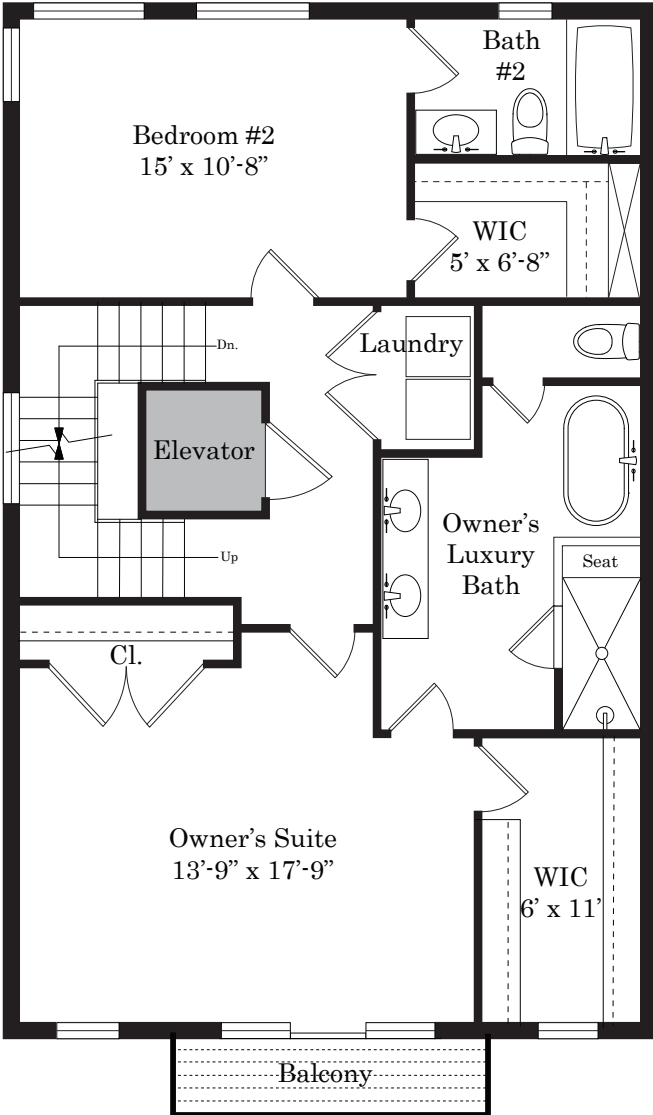 Bath
#2
Bedroom #2
15’ x 10’-8”
WIC
5’ x 6’-8”
Dn.
Laundry
Elevator
Owner’s
Luxury
Bath
Up
Seat
Cl.
Owner’s Suite
13’-9” x 17’-9”
WIC
6’ x 11’
Balcony